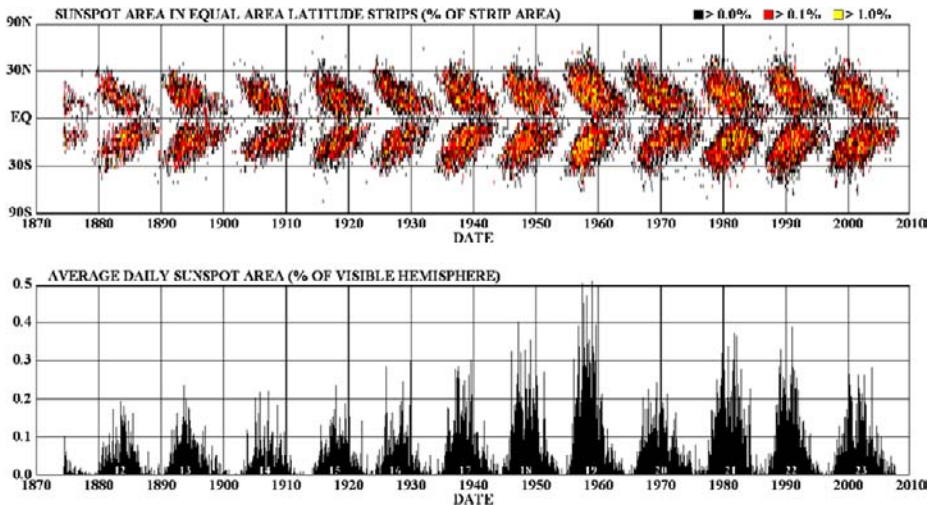 SUNSPOT AREA IN EQUAL AREA LATITUDE STRIPS (% OF STRIP AREA) > 0.0% > 0.1% > 1.0%
90N
30N
EQ
30S
90S
1870 1880 1890 1900 1910 1920 1930 1940 1950 1960 1970 1980 1990 2000 2010
DATE
AVERAGE DAILY SUNSPOT AREA (% OF VISIBLE HEMISPHERE)
0.5
0.4
0.3
0.2
0.1
0.0
12 13 14 15 16 17 18 19 20 21 22 23
1870 1880 1890 1900 1910 1920 1930 1940 1950 1960 1970 1980 1990 2000 2010
DATE